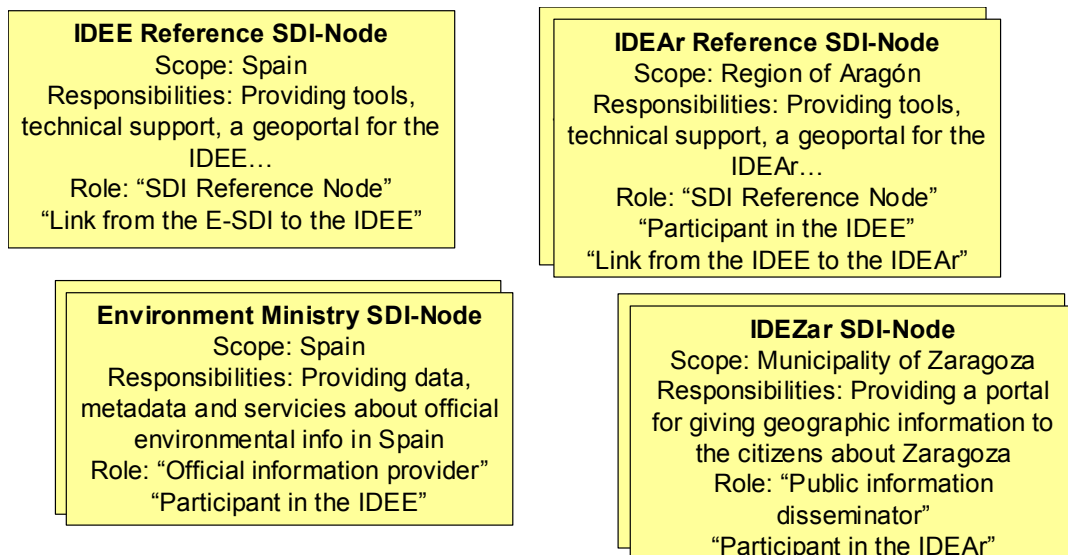 IDEE Reference SDI-Node
Scope: Spain
Responsibilities: Providing tools,
technical support, a geoportal for the
IDEE…
Role: “SDI Reference Node”
“Link from the E-SDI to the IDEE”
IDEAr Reference SDI-Node
Scope: Region of Aragón
Responsibilities: Providing tools,
technical support, a geoportal for the
IDEAr…
Role: “SDI Reference Node”
“Participant in the IDEE”
“Link from the IDEE to the IDEAr”
Environment Ministry SDI-Node
Scope: Spain
Responsibilities: Providing data,
metadata and servicies about official
environmental info in Spain
Role: “Official information provider”
“Participant in the IDEE”
IDEZar SDI-Node
Scope: Municipality of Zaragoza
Responsibilities: Providing a portal
for giving geographic information to
the citizens about Zaragoza
Role: “Public information
disseminator”
“Participant in the IDEAr”